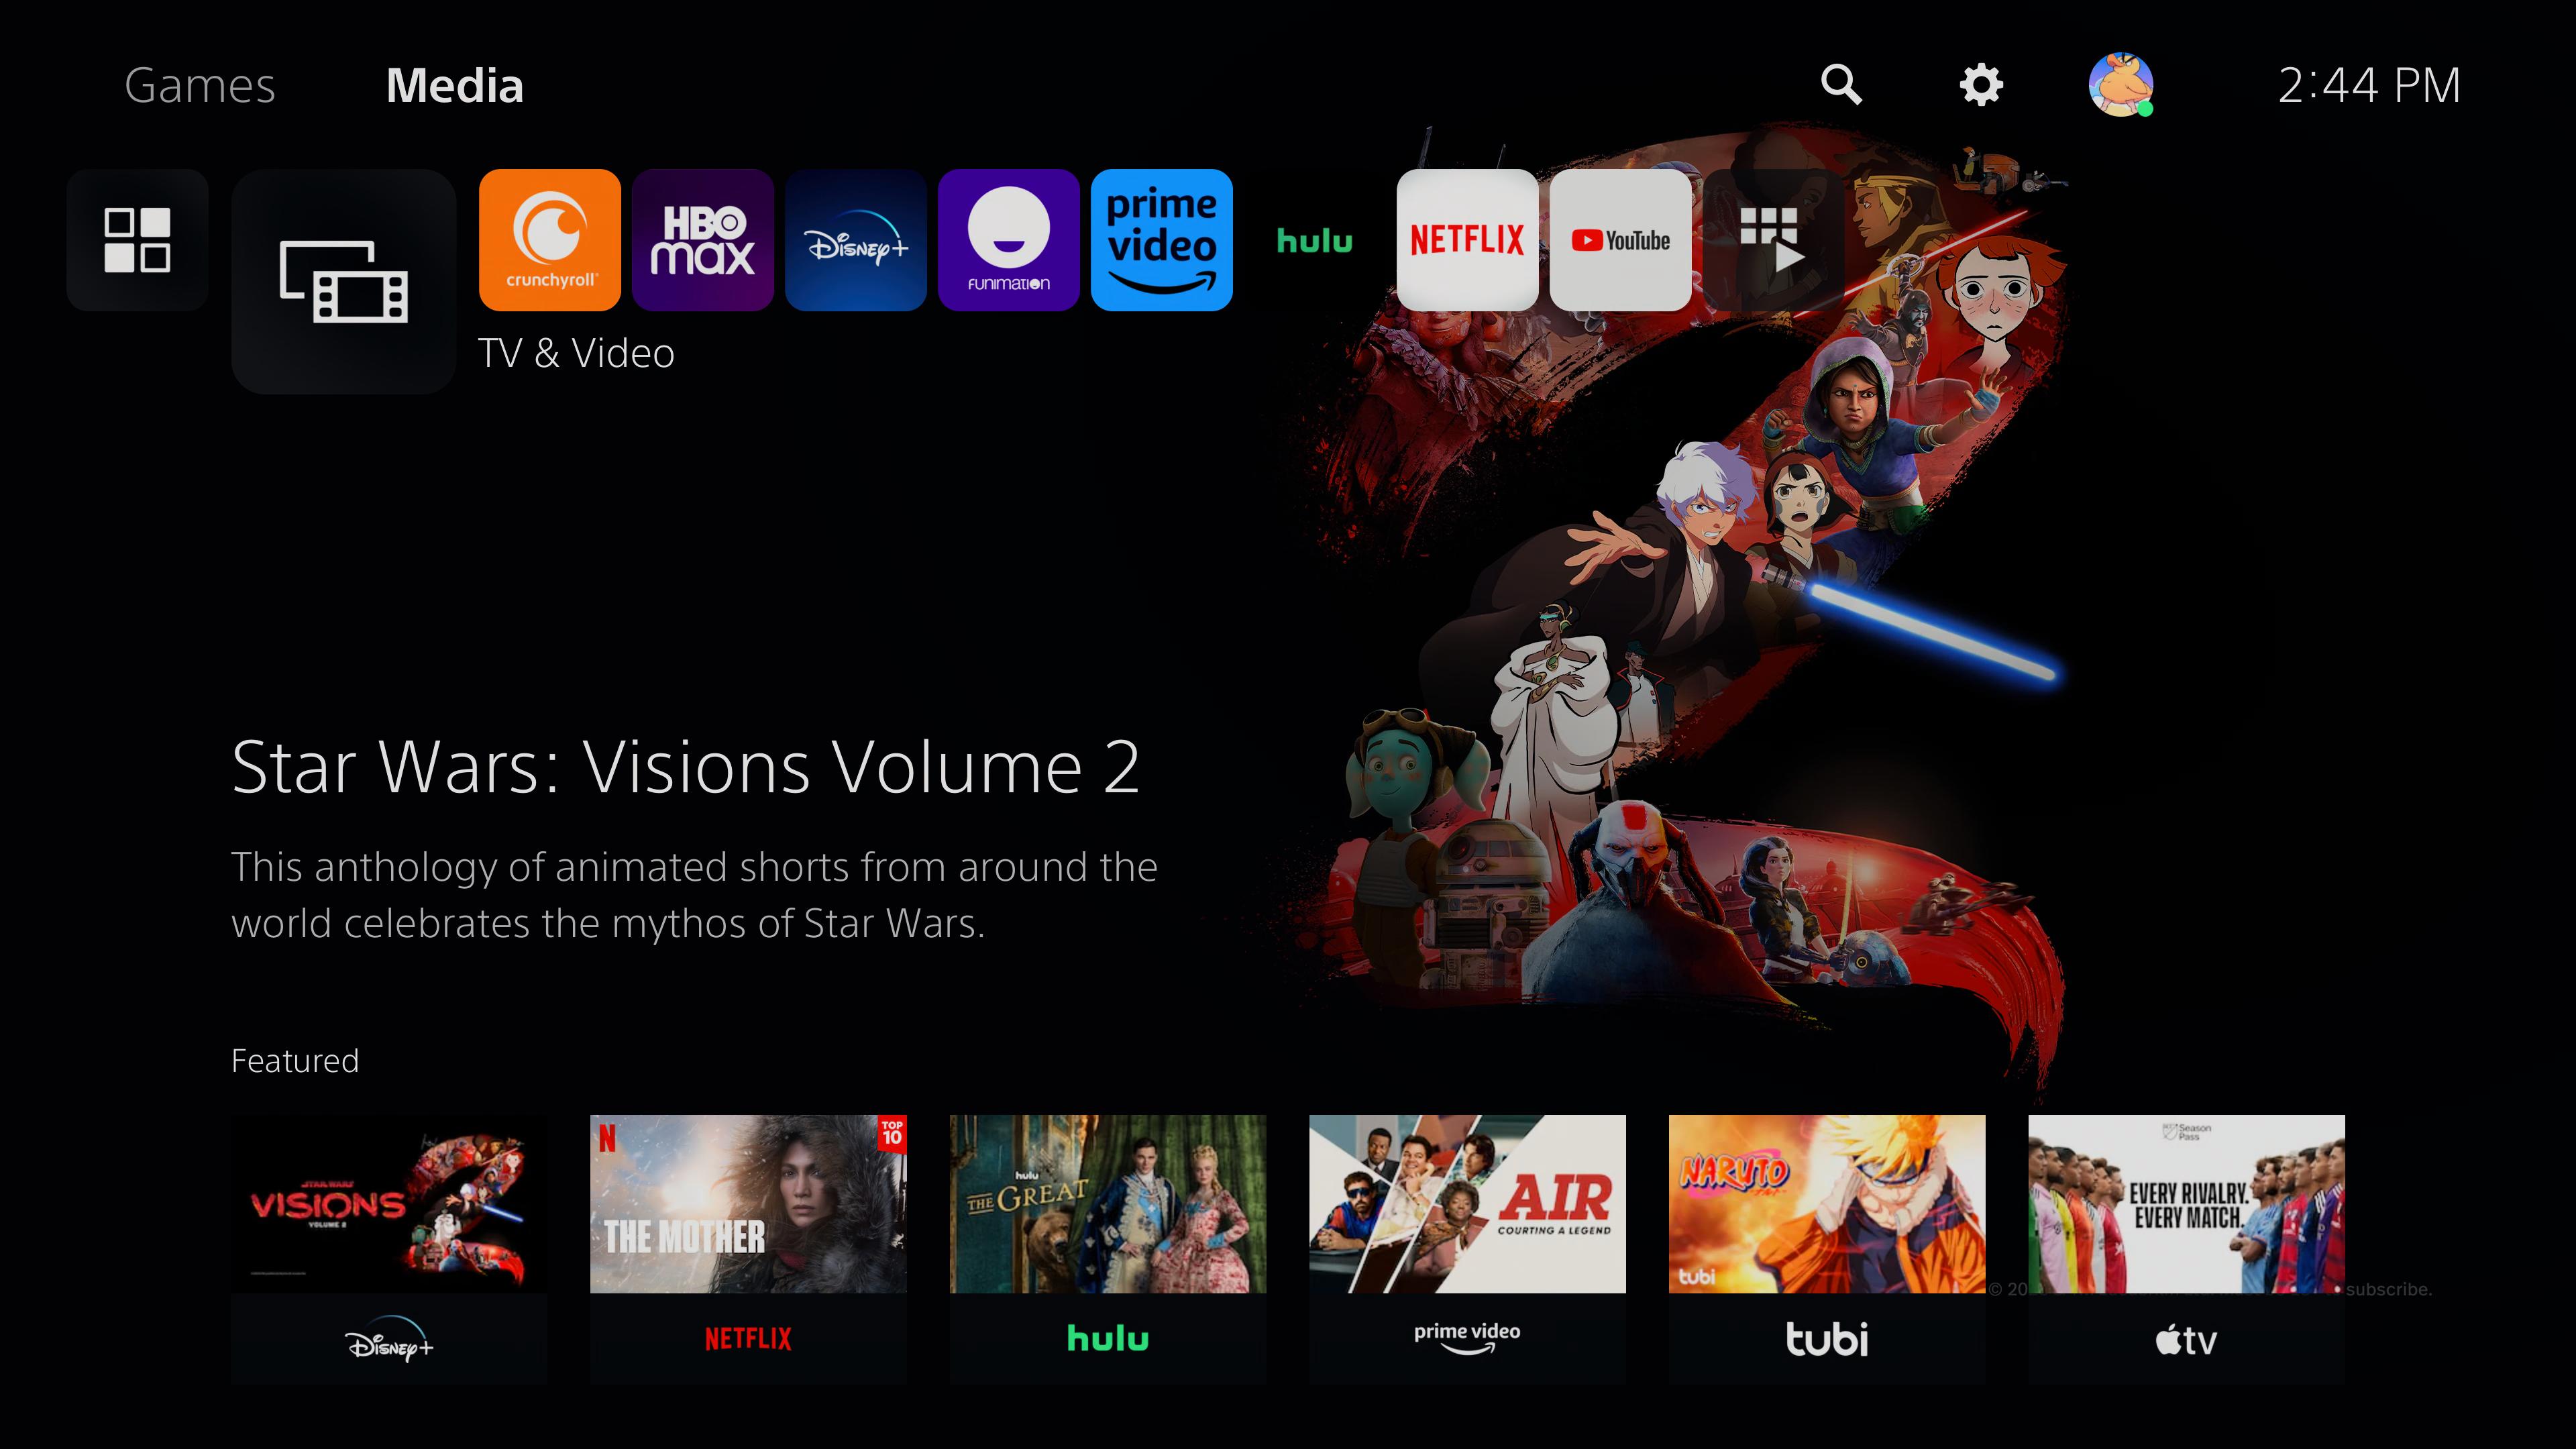 Games Media 2:44 PM
crunchyroll
HBO
max
Disney+
Funimation
prime
video
hulu
NETFLIX
YouTube
TV & Video
Star Wars: Visions Volume 2
This anthology of animated shorts from around the
world celebrates the mythos of Star Wars.
Featured
STAR WARS
VISIONS
VOLUME 2
Disney+
N
TOP
10
THE MOTHER
NETFLIX
hulu
THE GREAT
hulu
AIR
COURTING A LEGEND
prime video
NARUTO
tubi
tubi
Season
Pass
EVERY RIVALRY.
EVERY MATCH.
© 20
subscribe.
tv